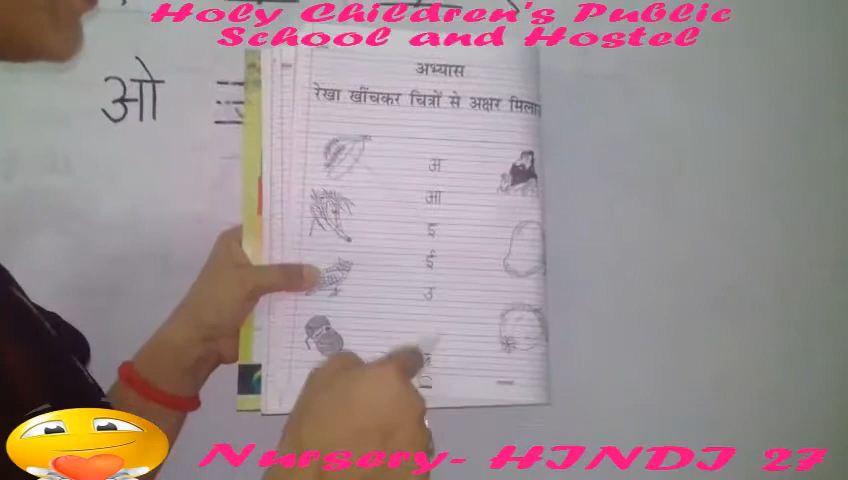 Holy Children's Public
School and Hostel
ओ
अभ्यास
रेखा खींचकर चित्रों से अक्षर
अ
आ
इ
ई
उ
Nursery- HINDI 27